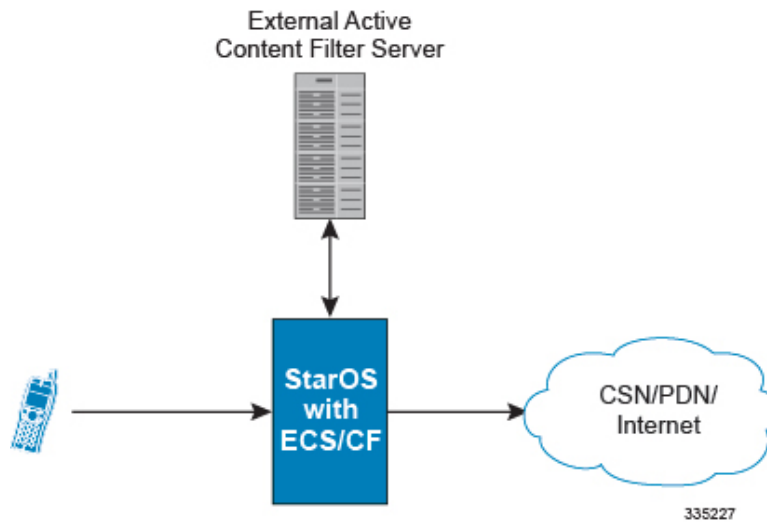 External Active
Content Filter Server
StarOS
with
ECS/CF
CSN/PDN/
Internet
335227